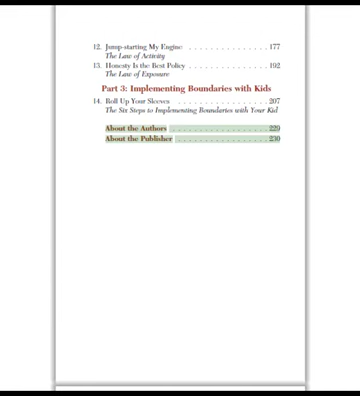 12. Jump-starting My Engine . . . . . . . . . . . . . . . 177
The Law of Activity
13. Honesty Is the Best Policy . . . . . . . . . . . . . . . 192
The Law of Exposure
Part 3: Implementing Boundaries with Kids
14. Roll Up Your Sleeves . . . . . . . . . . . . . . . . . 207
The Six Steps to Implementing Boundaries with Your Kid
About the Authors . . . . . . . . . . . . . . . . . . 229
About the Publisher . . . . . . . . . . . . . . . . . 230